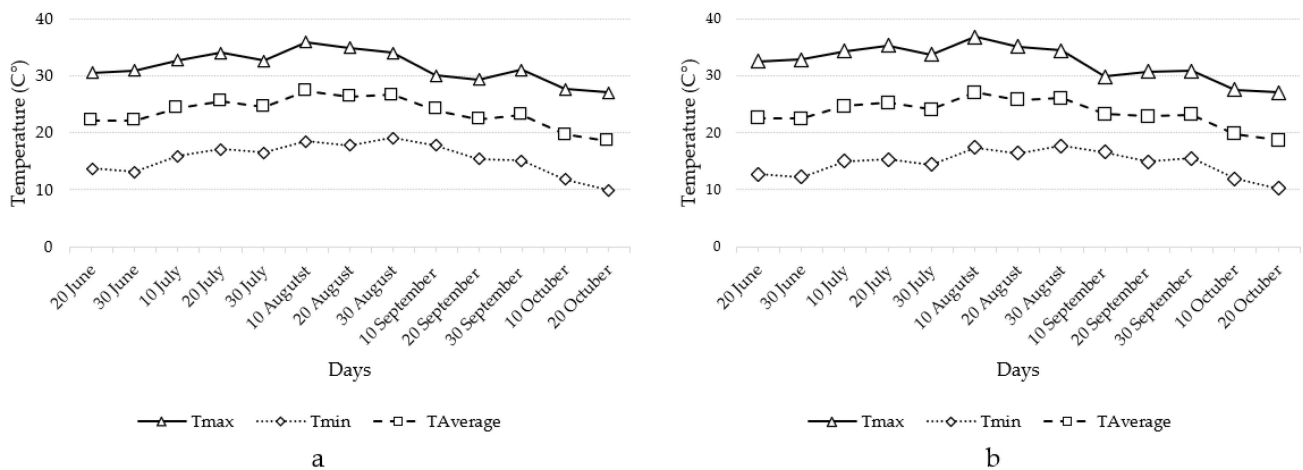 40
30
20
10
0
Temperature (C°)
20 June
30 June
10 July
20 July
30 July
10 August
20 August
30 August
10 September
20 September
30 September
10 October
20 October
Days
Tmax
Tmin
TAverage
a
40
30
20
10
0
Temperature (C°)
20 June
30 June
10 July
20 July
30 July
10 August
20 August
30 August
10 September
20 September
30 September
10 October
20 October
Days
Tmax
Tmin
TAverage
b